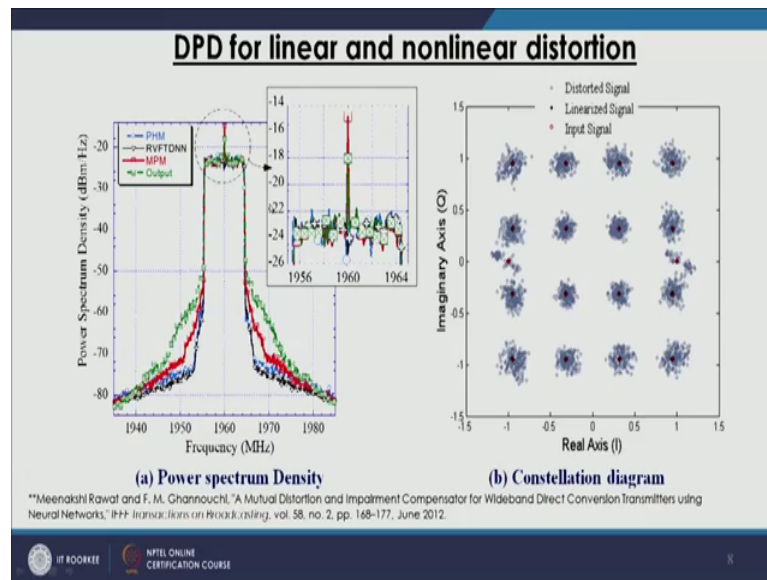 DPD for linear and nonlinear distortion
PHM
RVFTDNN
MPM
Output
-14
-16
-18
-20
-22
-24
-26
1956 1960 1964
Power Spectrum Density (dBm/Hz)
-20
-30
-40
-50
-60
-70
-80
1940 1950 1960 1970 1980
Frequency (MHz)
(a) Power spectrum Density
Distorted Signal
Linearized Signal
Input Signal
Imaginary Axis (Q)
1.5
1
0.5
0
-0.5
-1
-1.5
-1.5 -1 -0.5 0 0.5 1 1.5
Real Axis (I)
(b) Constellation diagram
**Meenakshi Rawat and F. M. Ghannouchi, "A Mutual Distortion and Impairment Compensator for Wideband Direct Conversion Transmitters using
Neural Networks," IEEE Transactions on Broadcasting, vol. 58, no. 2, pp. 168–177, June 2012.
IIT ROORKEE
NPTEL ONLINE
CERTIFICATION COURSE
8